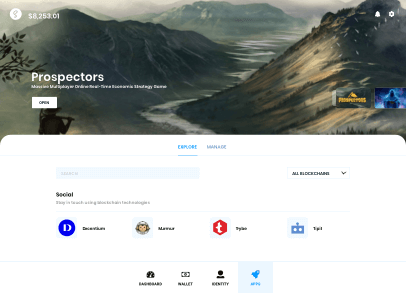 $8,253.01
Prospectors
Massive Multiplayer Online Real-Time Economic Strategy Game
OPEN
PROSPECTORS
EXPLORE MANAGE
SEARCH
ALL BLOCKCHAINS
Social
Stay in touch using blockchain technologies
Decentium
Murmur
Trybe
Tipit
DASHBOARD
WALLET
IDENTITY
APPS